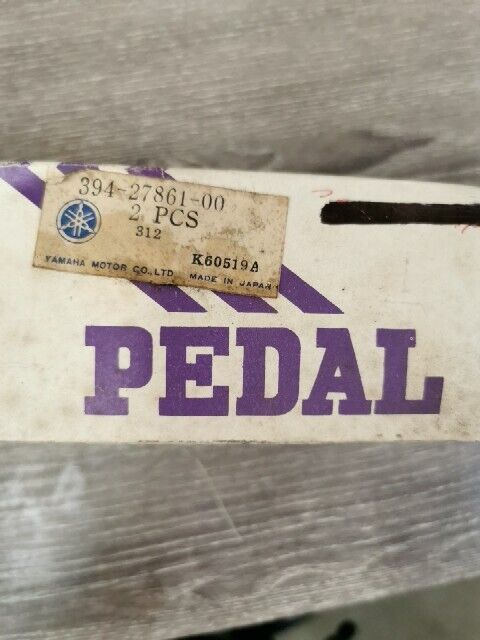 394-27861-00
2 PCS
312
K60519A
YAMAHA MOTOR CO., LTD MADE IN JAPAN
PEDAL